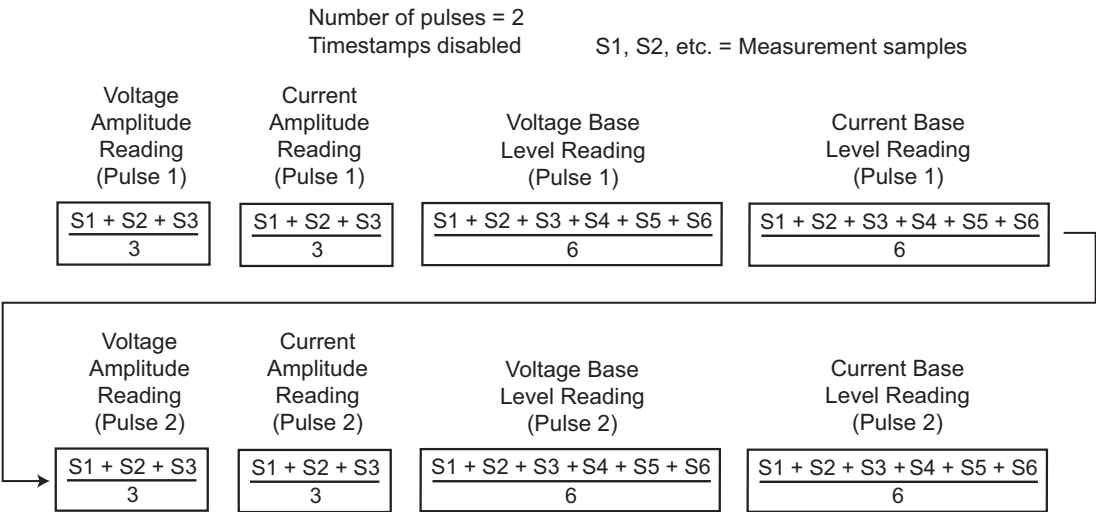 Number of pulses = 2
Timestamps disabled
S1, S2, etc. = Measurement samples
Voltage
Amplitude
Reading
(Pulse 1)
S1 + S2 + S3
3
Current
Amplitude
Reading
(Pulse 1)
S1 + S2 + S3
3
Voltage Base
Level Reading
(Pulse 1)
S1 + S2 + S3 +S4 + S5 + S6
6
Current Base
Level Reading
(Pulse 1)
S1 + S2 + S3 +S4 + S5 + S6
6
Voltage
Amplitude
Reading
(Pulse 2)
S1 + S2 + S3
3
Current
Amplitude
Reading
(Pulse 2)
S1 + S2 + S3
3
Voltage Base
Level Reading
(Pulse 2)
S1 + S2 + S3 +S4 + S5 + S6
6
Current Base
Level Reading
(Pulse 2)
S1 + S2 + S3 +S4 + S5 + S6
6